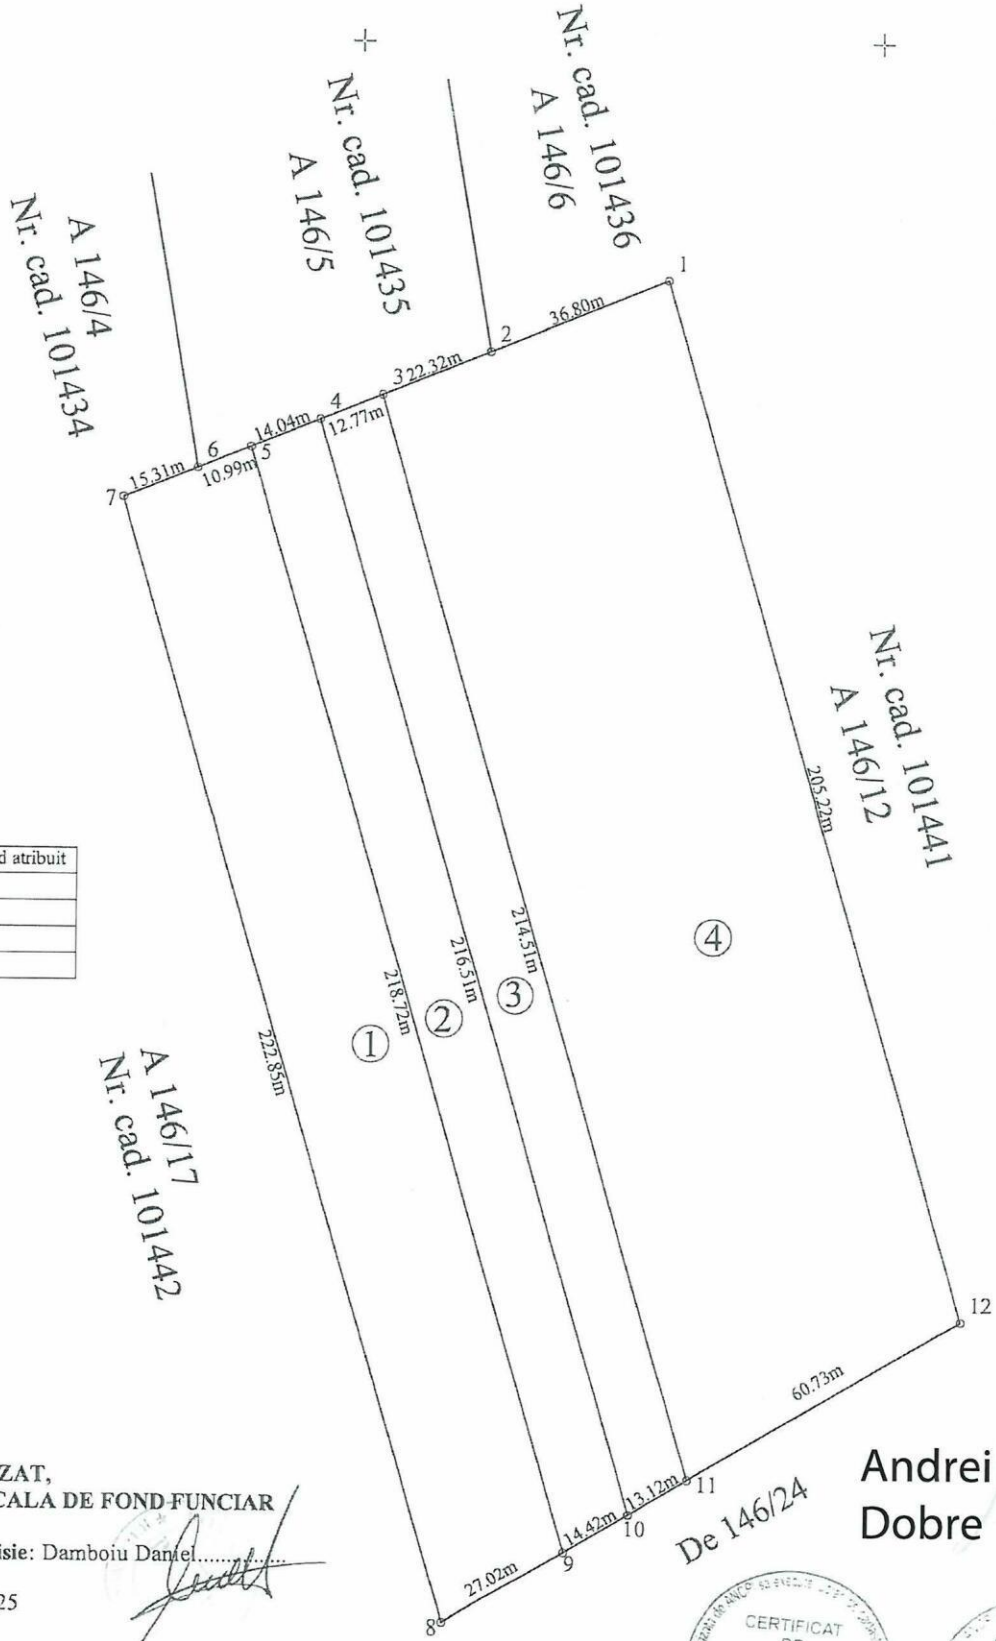 Nr. cad. 101436
A 146/6
Nr. cad. 101435
A 146/5
A 146/4
Nr. cad. 101434
1
36.80m
2
22.32m
3
12.77m
4
14.04m
5
10.99m
6
15.31m
7
Nr. cad. 101441
A 146/12
205.22m
214.51m
216.51m
218.72m
222.85m
④
③
②
①
d atribuit
A 146/17
Nr. cad. 101442
12
60.73m
11
13.12m
10
14.42m
9
27.02m
8
De 146/24
Andrei
Dobre
ZAT,
CALA DE FOND FUNCIAR
isie: Damboiu Daniel..............
25
CERTIFICAT